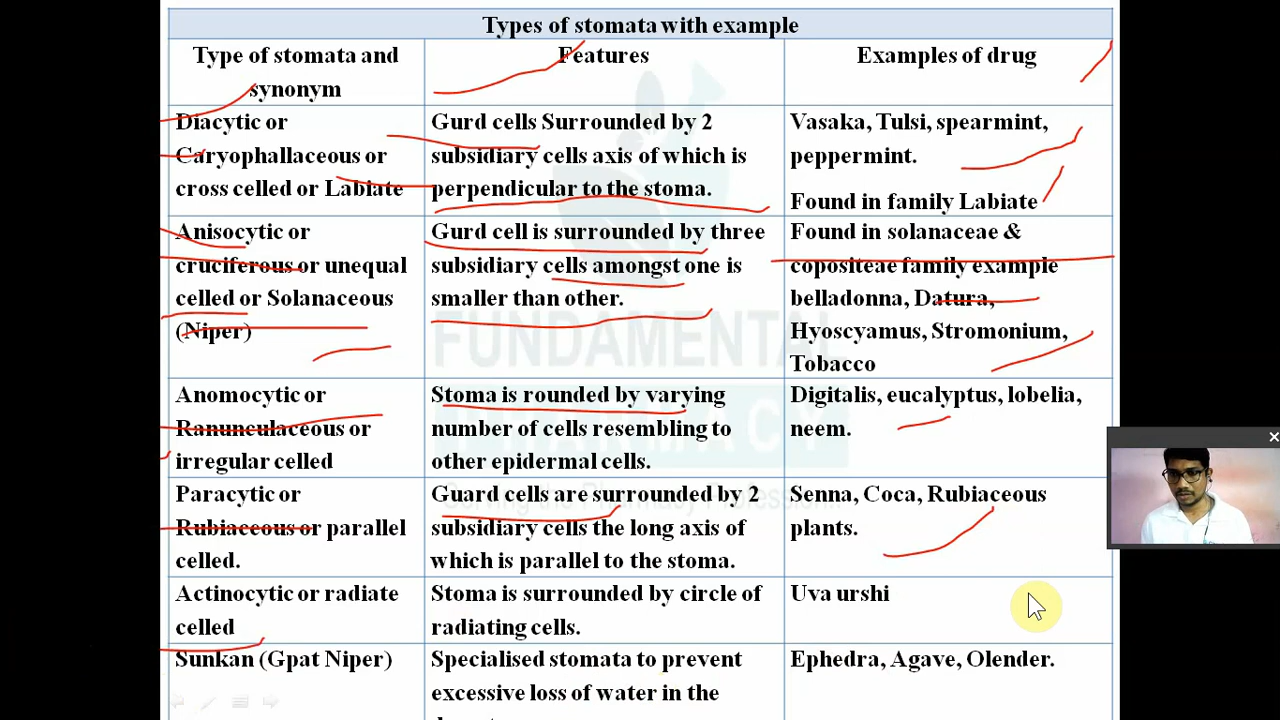 Types of stomata with example
Type of stomata and
synonym
Features
Examples of drug
Diacytic or
Caryophallaceous or
cross celled or Labiate
Gurd cells Surrounded by 2
subsidiary cells axis of which is
perpendicular to the stoma.
Vasaka, Tulsi, spearmint,
peppermint.
Found in family Labiate
Anisocytic or
cruciferous or unequal
celled or Solanaceous
(Niper)
Gurd cell is surrounded by three
subsidiary cells amongst one is
smaller than other.
Found in solanaceae &
copositeae family example
belladonna, Datura,
Hyoscyamus, Stromonium,
Tobacco
Anomocytic or
Ranunculaceous or
irregular celled
Stoma is rounded by varying
number of cells resembling to
other epidermal cells.
Digitalis, eucalyptus, lobelia,
neem.
Paracytic or
Rubiaceous or parallel
celled.
Guard cells are surrounded by 2
subsidiary cells the long axis of
which is parallel to the stoma.
Senna, Coca, Rubiaceous
plants.
Actinocytic or radiate
celled
Stoma is surrounded by circle of
radiating cells.
Uva urshi
Sunkan (Gpat Niper)
Specialised stomata to prevent
excessive loss of water in the
Ephedra, Agave, Olender.
FUNDAMENTAL
PHARMACY